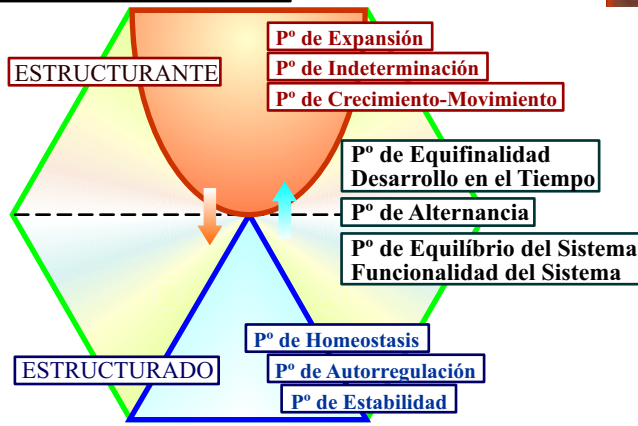 Pº de Expansión
ESTRUCTURANTE
Pº de Indeterminación
Pº de Crecimiento-Movimiento
Pº de Equifinalidad
Desarrollo en el Tiempo
Pº de Alternancia
Pº de Equilíbrio del Sistema
Funcionalidad del Sistema
Pº de Homeostasis
ESTRUCTURADO
Pº de Autorregulación
Pº de Estabilidad